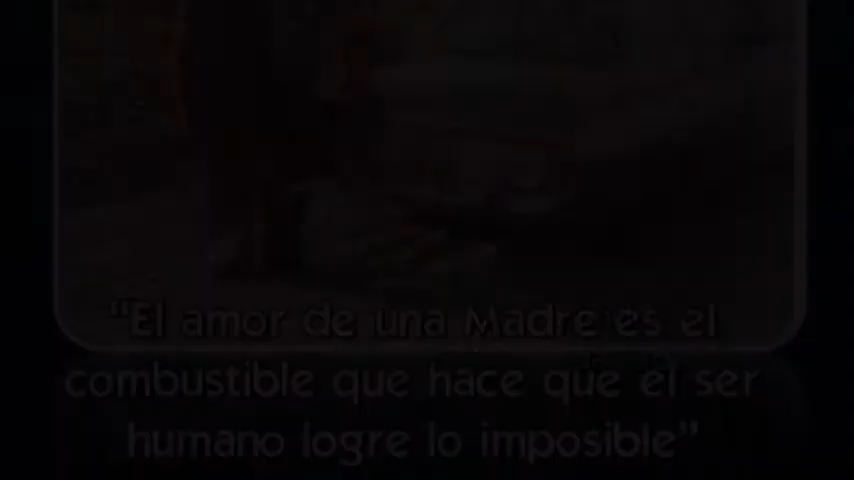 "El amor de una Madre es el
combustible que hace que el ser
humano logre lo imposible"